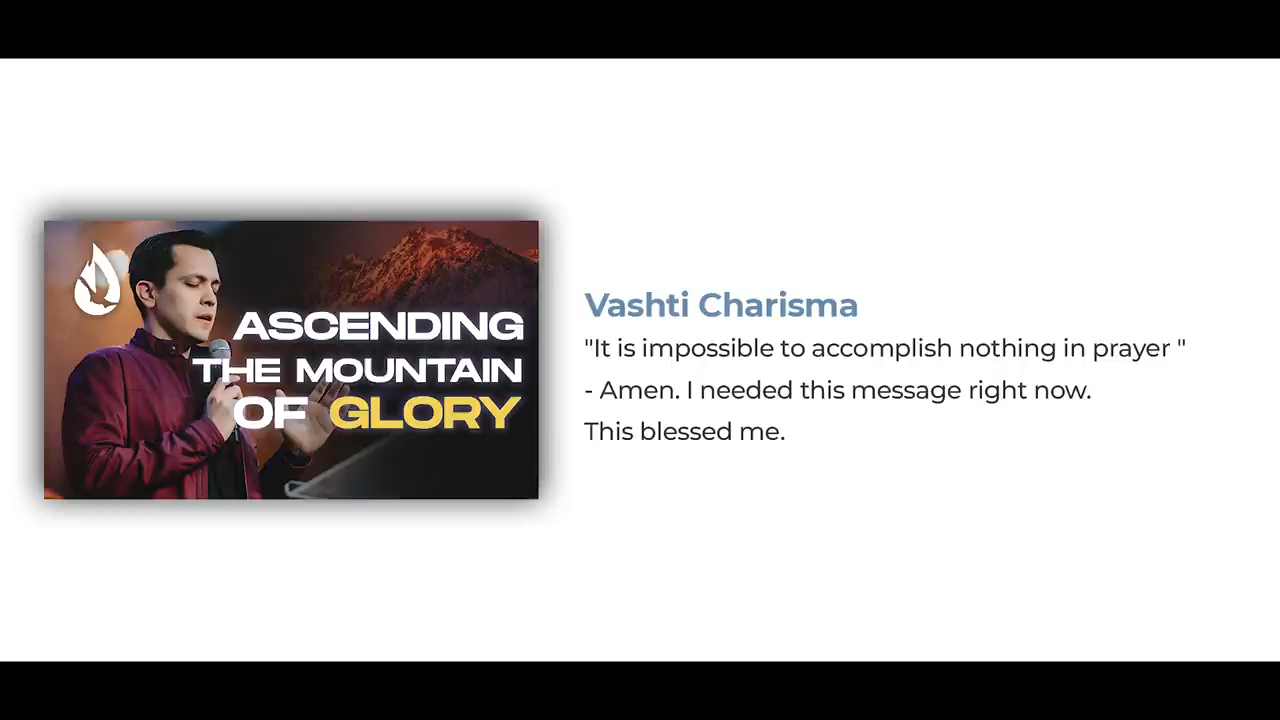 ASCENDING
THE MOUNTAIN
OF GLORY
Vashti Charisma
"It is impossible to accomplish nothing in prayer "
- Amen. I needed this message right now.
This blessed me.